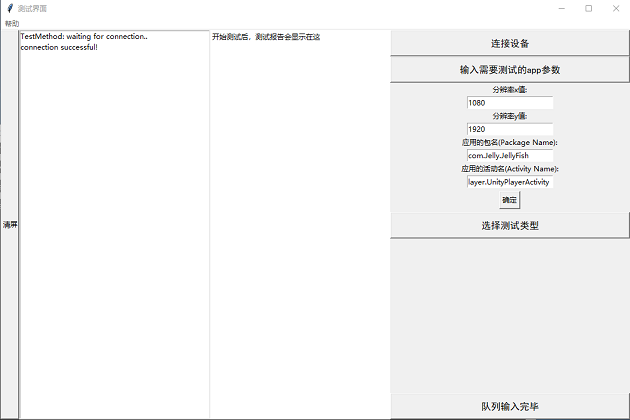 测试界面
帮助
清屏
TestMethod: waiting for connection..
connection successful!
开始测试后，测试报告会显示在这
连接设备
输入需要测试的app参数
分辨率x值:
1080
分辨率y值:
1920
应用的包名(Package Name):
com.Jelly.JellyFish
应用的活动名(Activity Name):
layer.UnityPlayerActivity
确定
选择测试类型
队列输入完毕